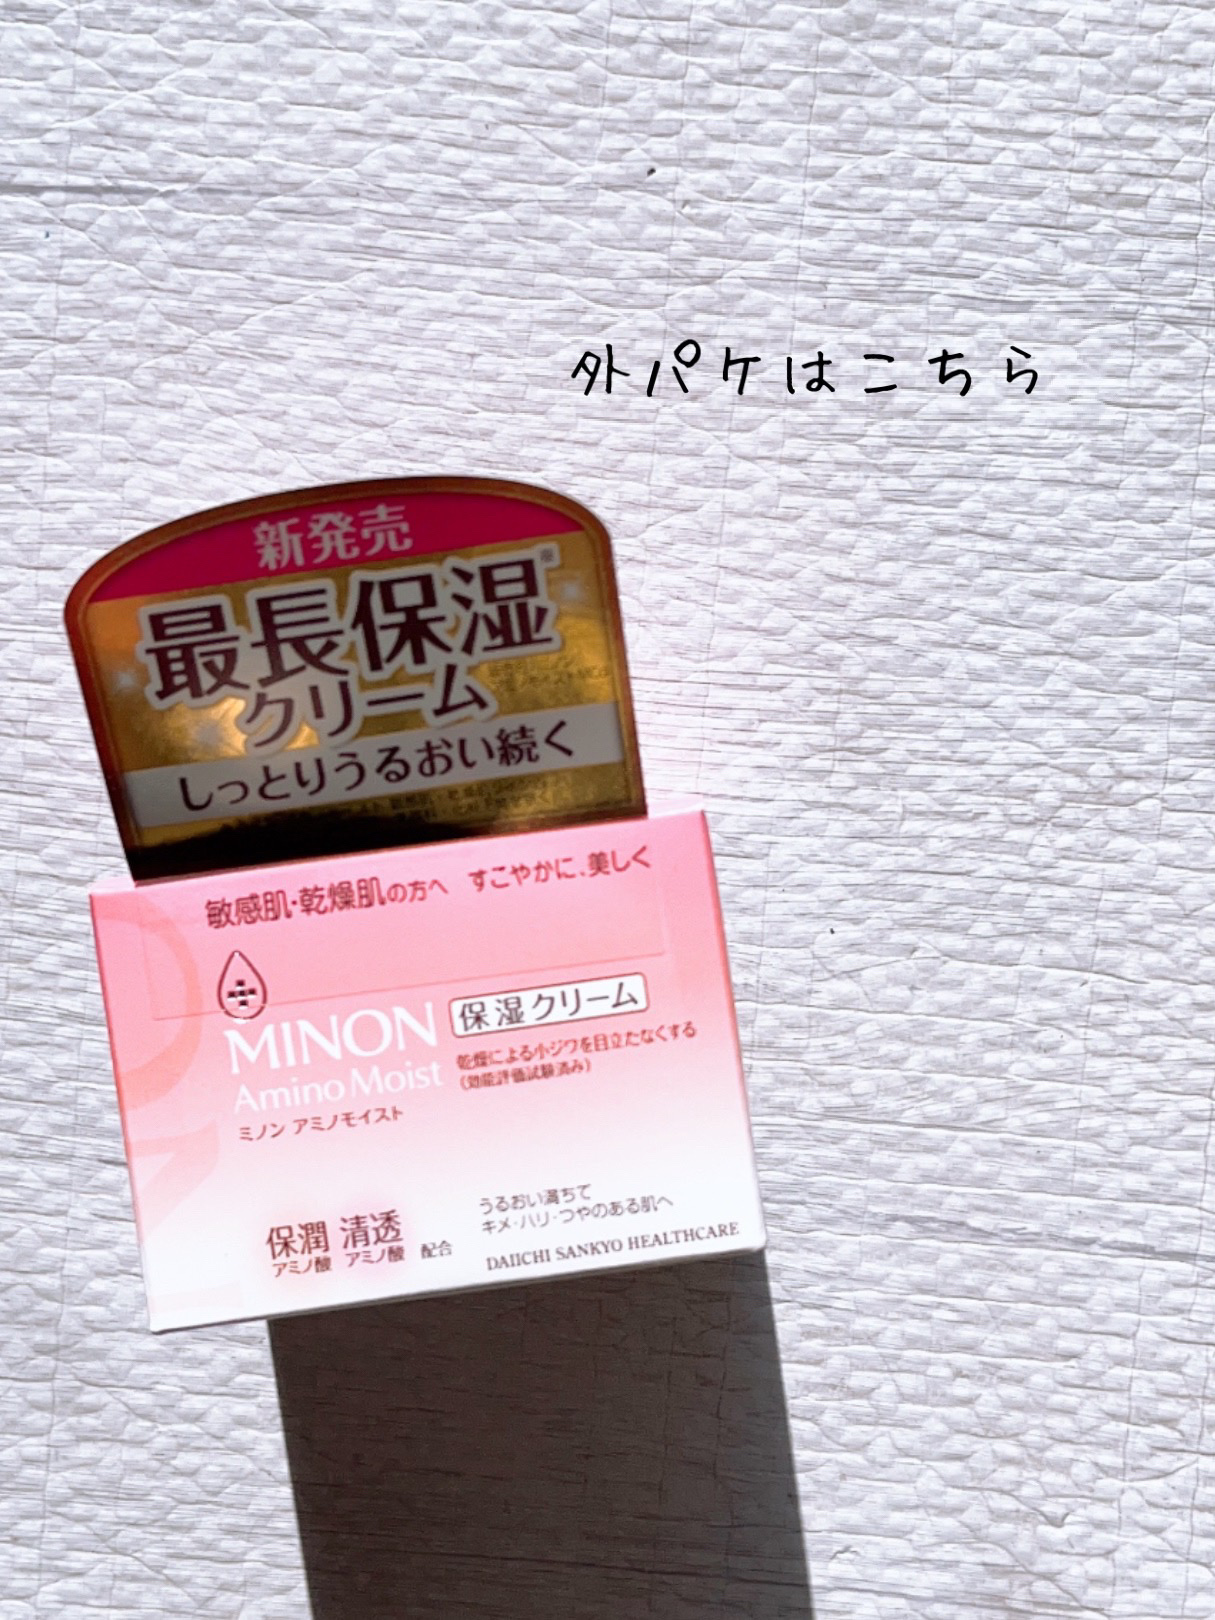 外パケはこちら
新発売
最長保湿※
クリーム
しっとりうるおい続く
敏感肌・乾燥肌の方へ すこやかに、美しく
MINON 保湿クリーム
Amino Moist
乾燥による小ジワを目立たなくする
(効能評価試験済み)
ミノン アミノモイスト
保潤 清透
アミノ酸 アミノ酸 配合
うるおい満ちて
キメ・ハリ・つやのある肌へ
DAIICHI SANKYO HEALTHCARE